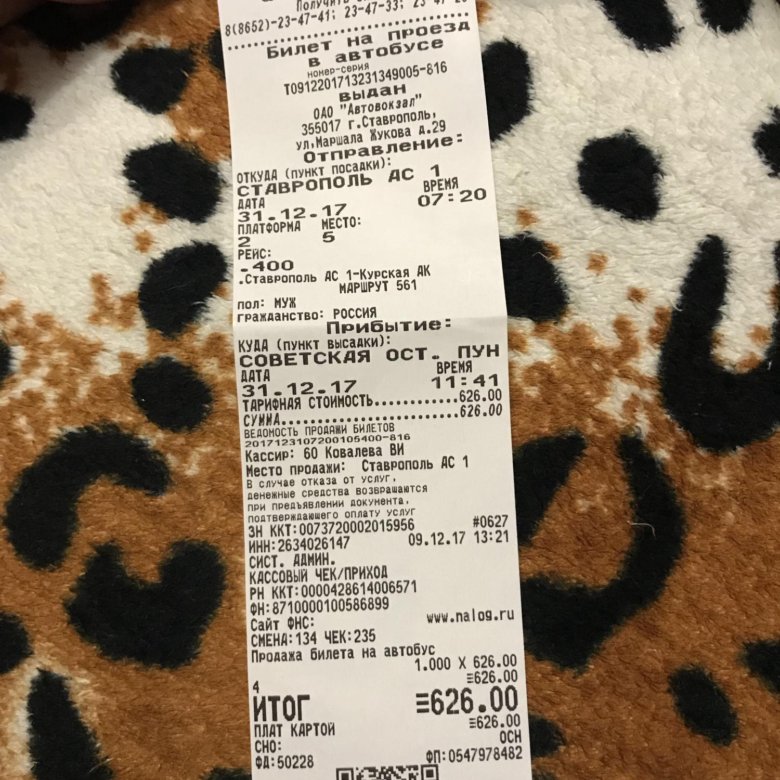 Получить
8(8652)-23-47-41; 23-47-33; 23-47-
Билет на проезд
в автобусе
номер-серия
Т0912201713231349005-816
выдан
ОАО "Автовокзал"
355017 г.Ставрополь,
ул,Маршала Жукова д.29
Отправление:
ОТКУДА (ПУНКТ ПОСАДКИ):
СТАВРОПОЛЬ АС 1
ДАТА ВРЕМЯ
31.12.17 07:20
ПЛАТФОРМА МЕСТО:
2 5
РЕЙС:
-400
.Ставрополь АС 1-Курская АК
МАРШРУТ 561
пол: МУЖ
гражданство: РОССИЯ
Прибытие:
КУДА (ПУНКТ ВЫСАДКИ):
СОВЕТСКАЯ ОСТ. ПУН
ДАТА ВРЕМЯ
31.12.17 11:41
ТАРИФНАЯ СТОИМОСТЬ...........626.00
СУММА........................626.00
ВЕДОМОСТЬ ПРОДАЖИ БИЛЕТОВ
2017123107200105400-816
Кассир: 60 Ковалева ВИ
Место продажи: Ставрополь АС 1
В случае отказа от услуг,
денежные средства возвращаются
при предъявлении документа,
подтверждающего оплату услуг
ЗН ККТ:00737200020​15956 #0627
ИНН:2634026147 09.12.17 13:21
СИСТ. АДМИН.
КАССОВЫЙ ЧЕК/ПРИХОД
РН ККТ:0000428614006571
ФН:8710000100586899
Сайт ФНС: www.nalog.ru
СМЕНА:134 ЧЕК:235
Продажа билета на автобус
1.000 X 626.00
≡626.00
4
ИТОГ ≡626.00
ПЛАТ КАРТОЙ ≡626.00
СНО: ОСН
ФД:50228 ФП:0547978482